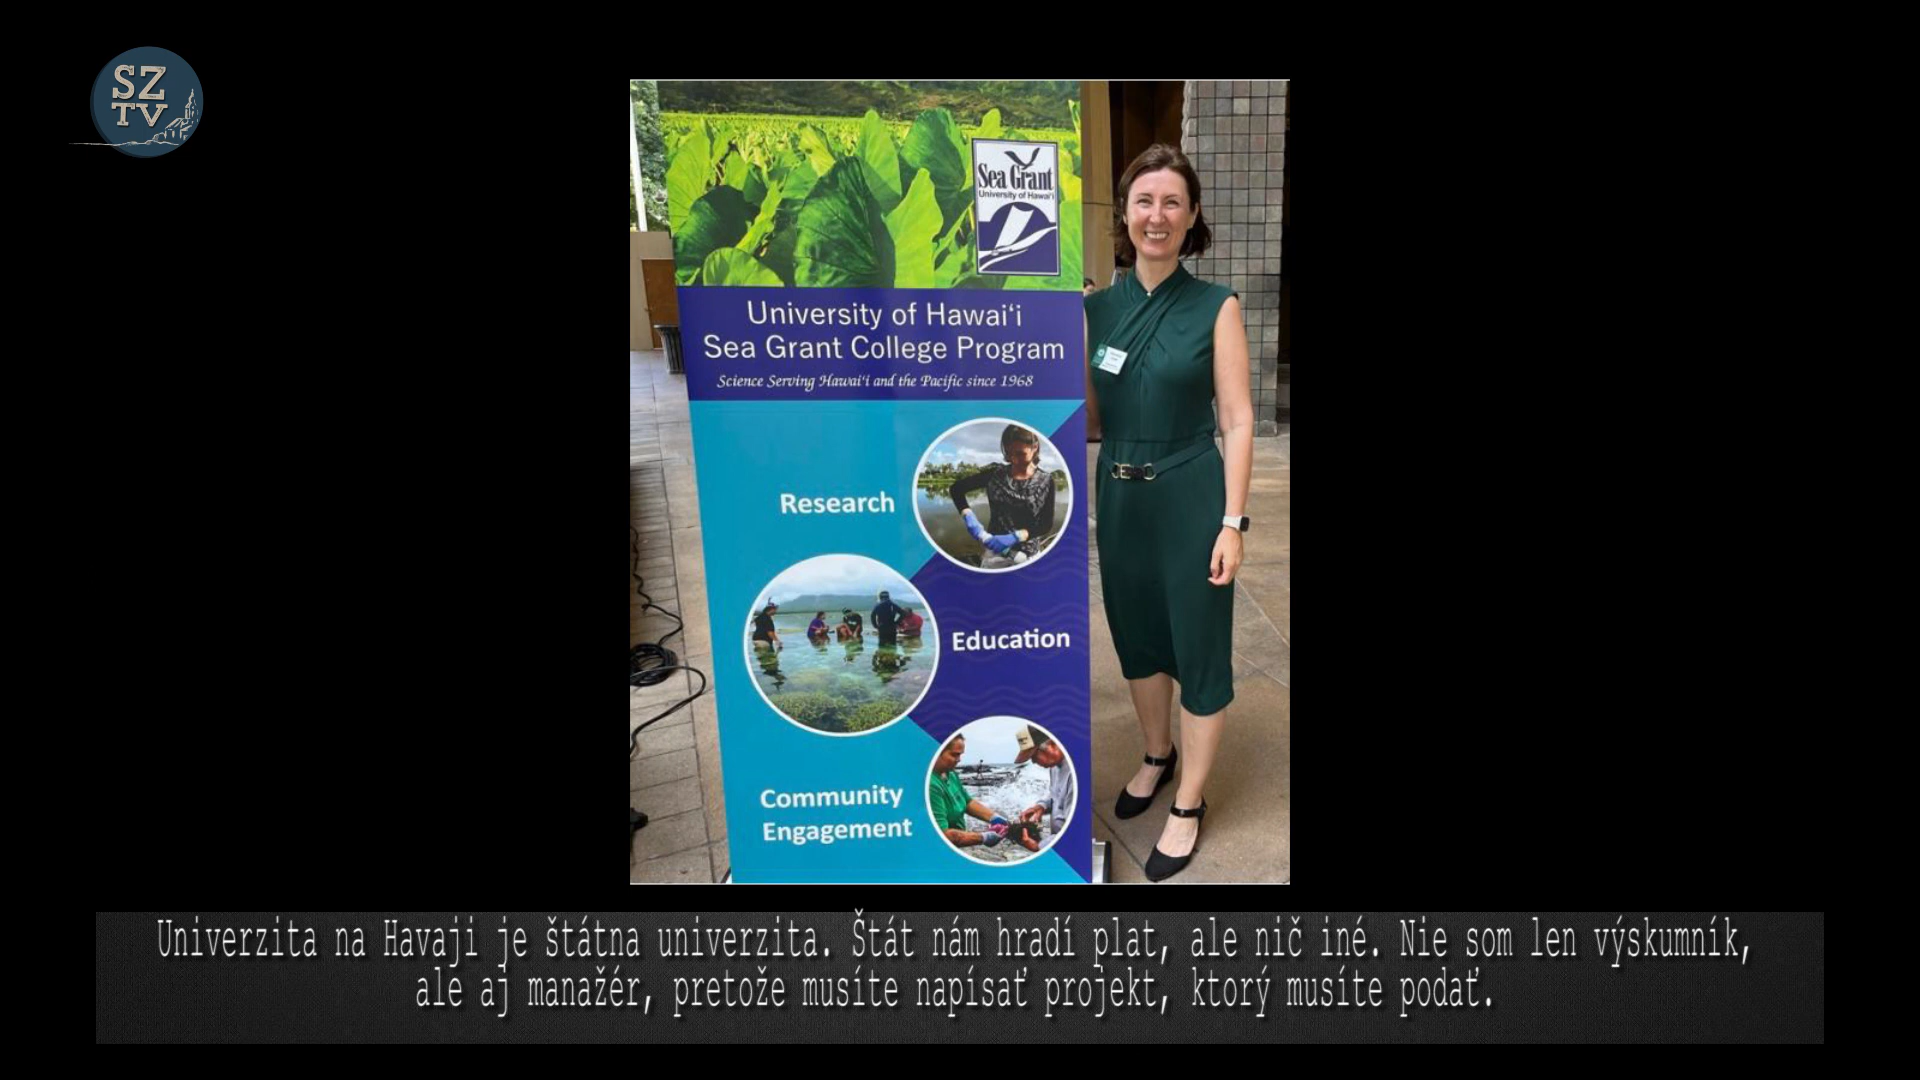 SZ
TV
Sea Grant
University of Hawai‘i
University of Hawai‘i
Sea Grant College Program
Science Serving Hawai‘i and the Pacific since 1968
Research
Education
Community
Engagement
Univerzita na Havaji je štátna univerzita. Štát nám hradí plat, ale nič iné. Nie som len výskumník,
ale aj manažér, pretože musíte napísať projekt, ktorý musíte podať.